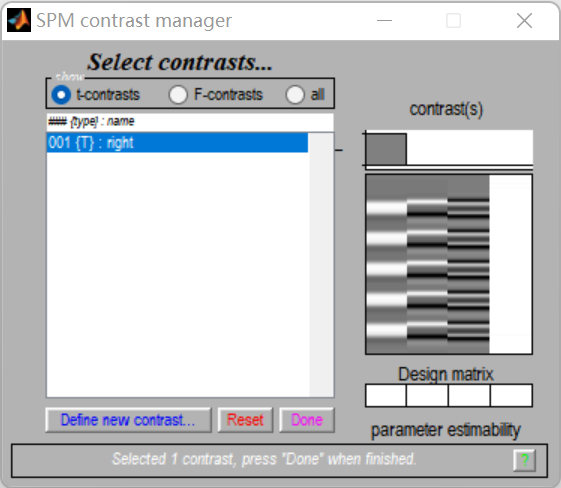 SPM contrast manager
Select contrasts...
show
t-contrasts F-contrasts all
### {type} : name
001 {T} : right
contrast(s)
Design matrix
Define new contrast... Reset Done
parameter estimability
Selected 1 contrast, press "Done" when finished.
?